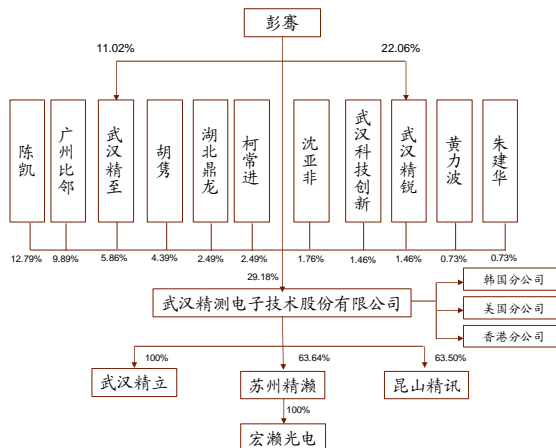 彭骞
11.02%
22.06%
陈凯
广州比邻
武汉精至
胡隽
湖北鼎龙
柯常进
沈亚非
武汉科技创新
武汉精锐
黄力波
朱建华
12.79%
9.89%
5.86%
4.39%
2.49%
2.49%
1.76%
1.46%
1.46%
0.73%
0.73%
29.18%
武汉精测电子技术股份有限公司
韩国分公司
美国分公司
香港分公司
100%
63.64%
63.50%
武汉精立
苏州精濑
昆山精讯
100%
宏濑光电